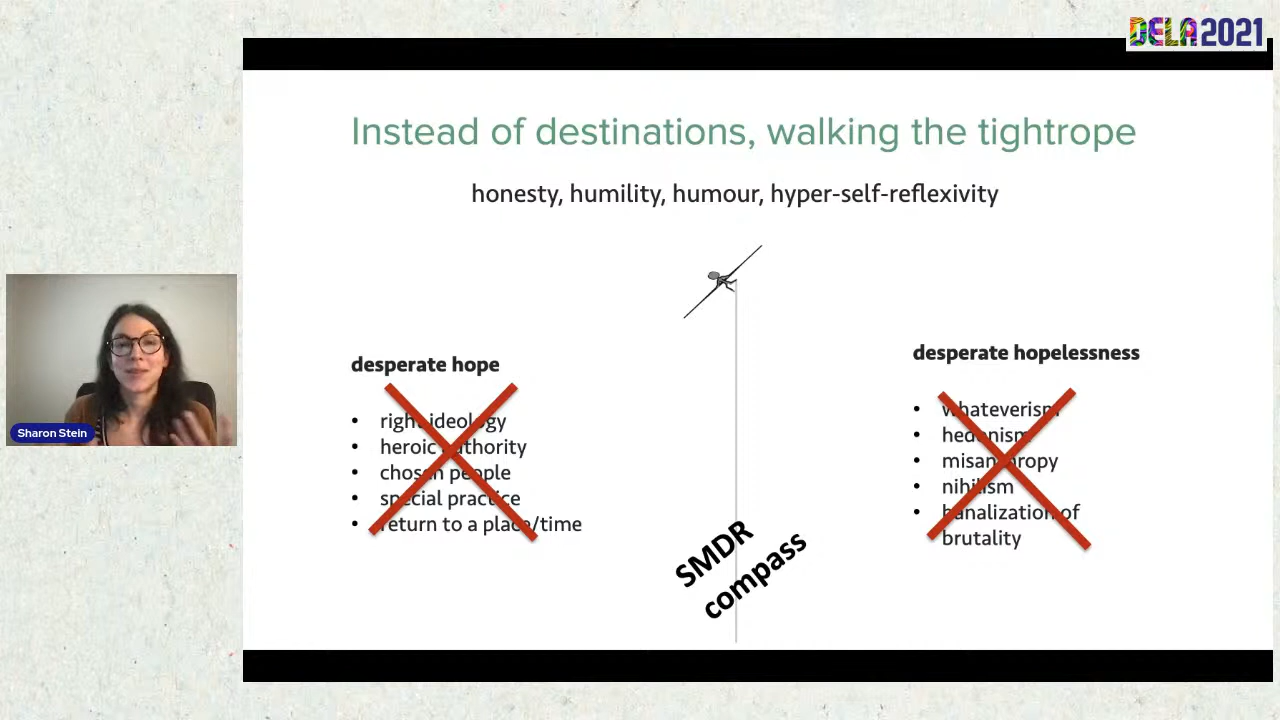 DELA 2021
Instead of destinations, walking the tightrope
honesty, humility, humour, hyper-self-reflexivity
desperate hope
• right ideology
• heroic authority
• chosen people
• special practice
• return to a place/time
desperate hopelessness
• whateverism
• hedonism
• misanthropy
• nihilism
• banalization of
brutality
SMDR
compass
Sharon Stein